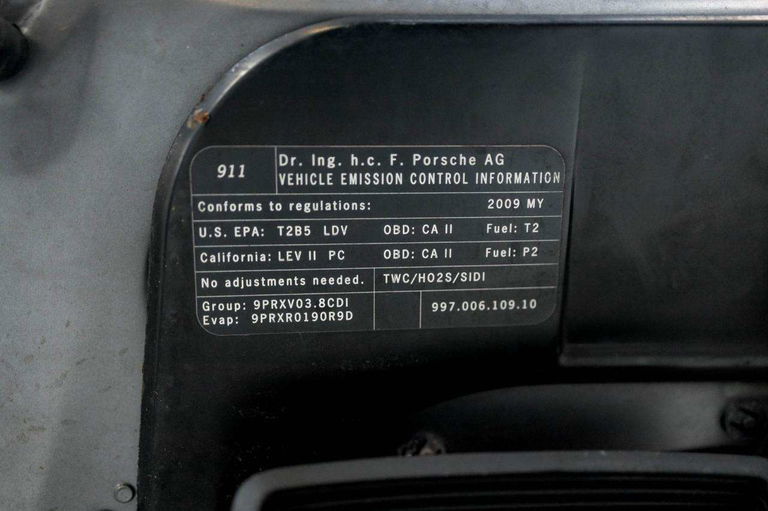 911
Dr. Ing. h.c. F. Porsche AG
VEHICLE EMISSION CONTROL INFORMATION
Conforms to regulations: 2009 MY
U.S. EPA: T2B5 LDV OBD: CA II Fuel: T2
California: LEV II PC OBD: CA II Fuel: P2
No adjustments needed. TWC/HO2S/SIDI
Group: 9PRXV03.8CDI
Evap: 9PRXR0190R9D
997.006.109.10